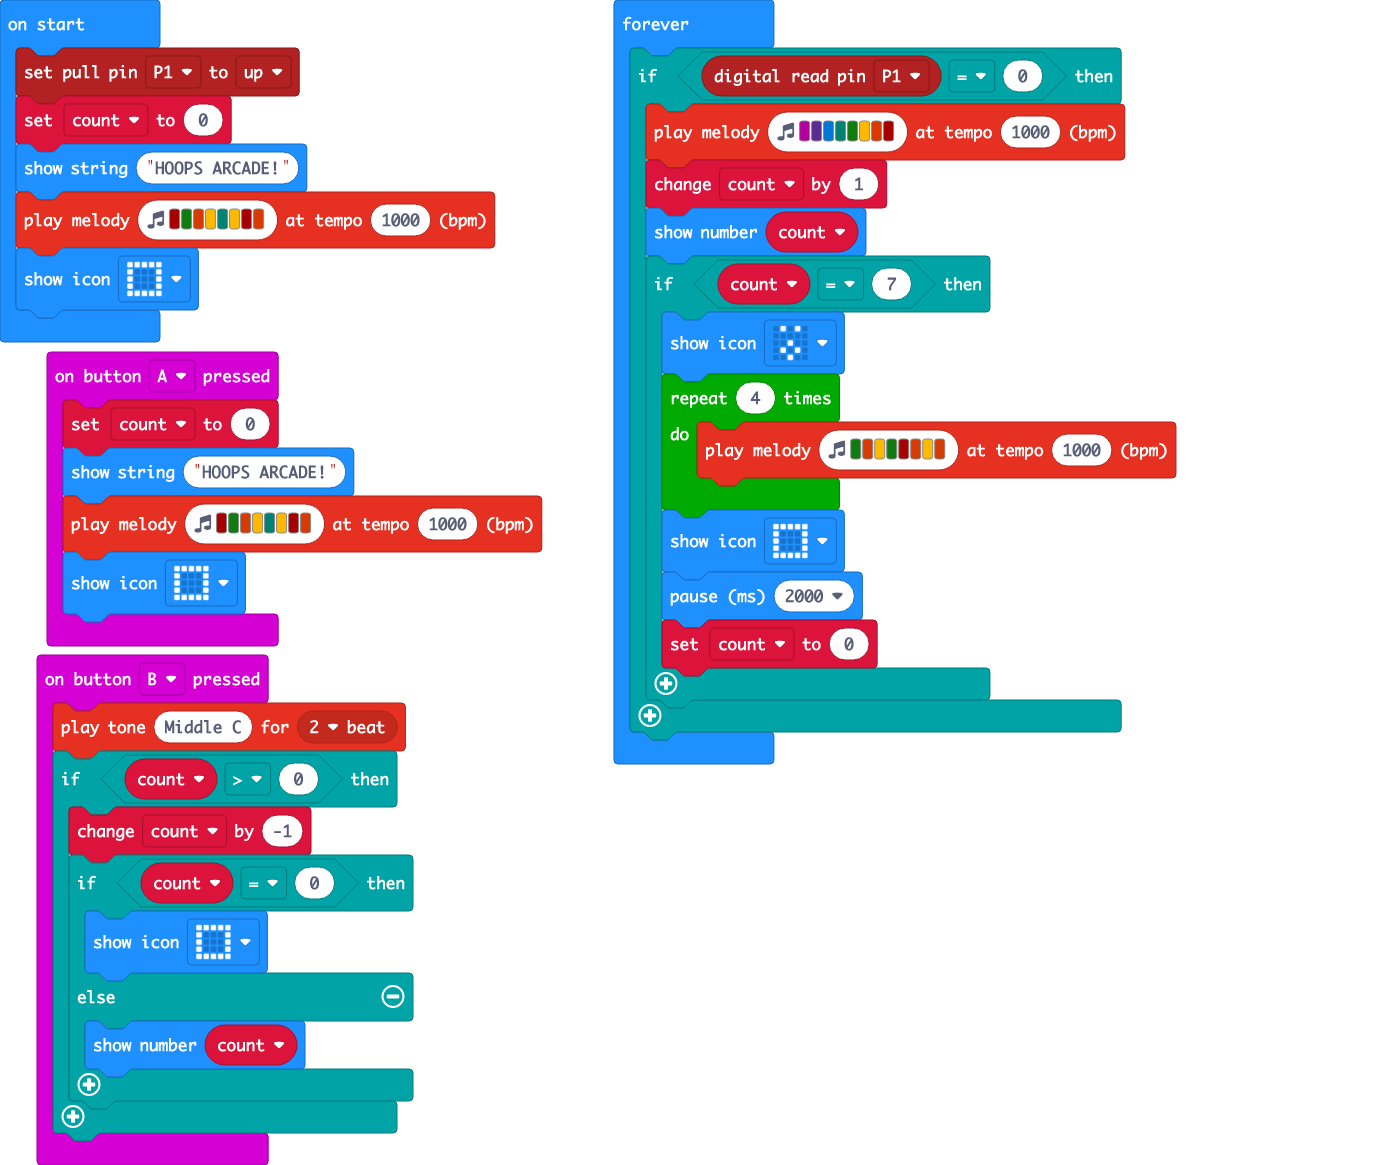 on start
set pull pin P1 to up
set count to 0
show string "HOOPS ARCADE!"
play melody at tempo 1000 (bpm)
show icon
on button A pressed
set count to 0
show string "HOOPS ARCADE!"
play melody at tempo 1000 (bpm)
show icon
on button B pressed
play tone Middle C for 2 beat
if count > 0 then
change count by -1
if count = 0 then
show icon
else
show number count
forever
if digital read pin P1 = 0 then
play melody at tempo 1000 (bpm)
change count by 1
show number count
if count = 7 then
show icon
repeat 4 times
do
play melody at tempo 1000 (bpm)
show icon
pause (ms) 2000
set count to 0